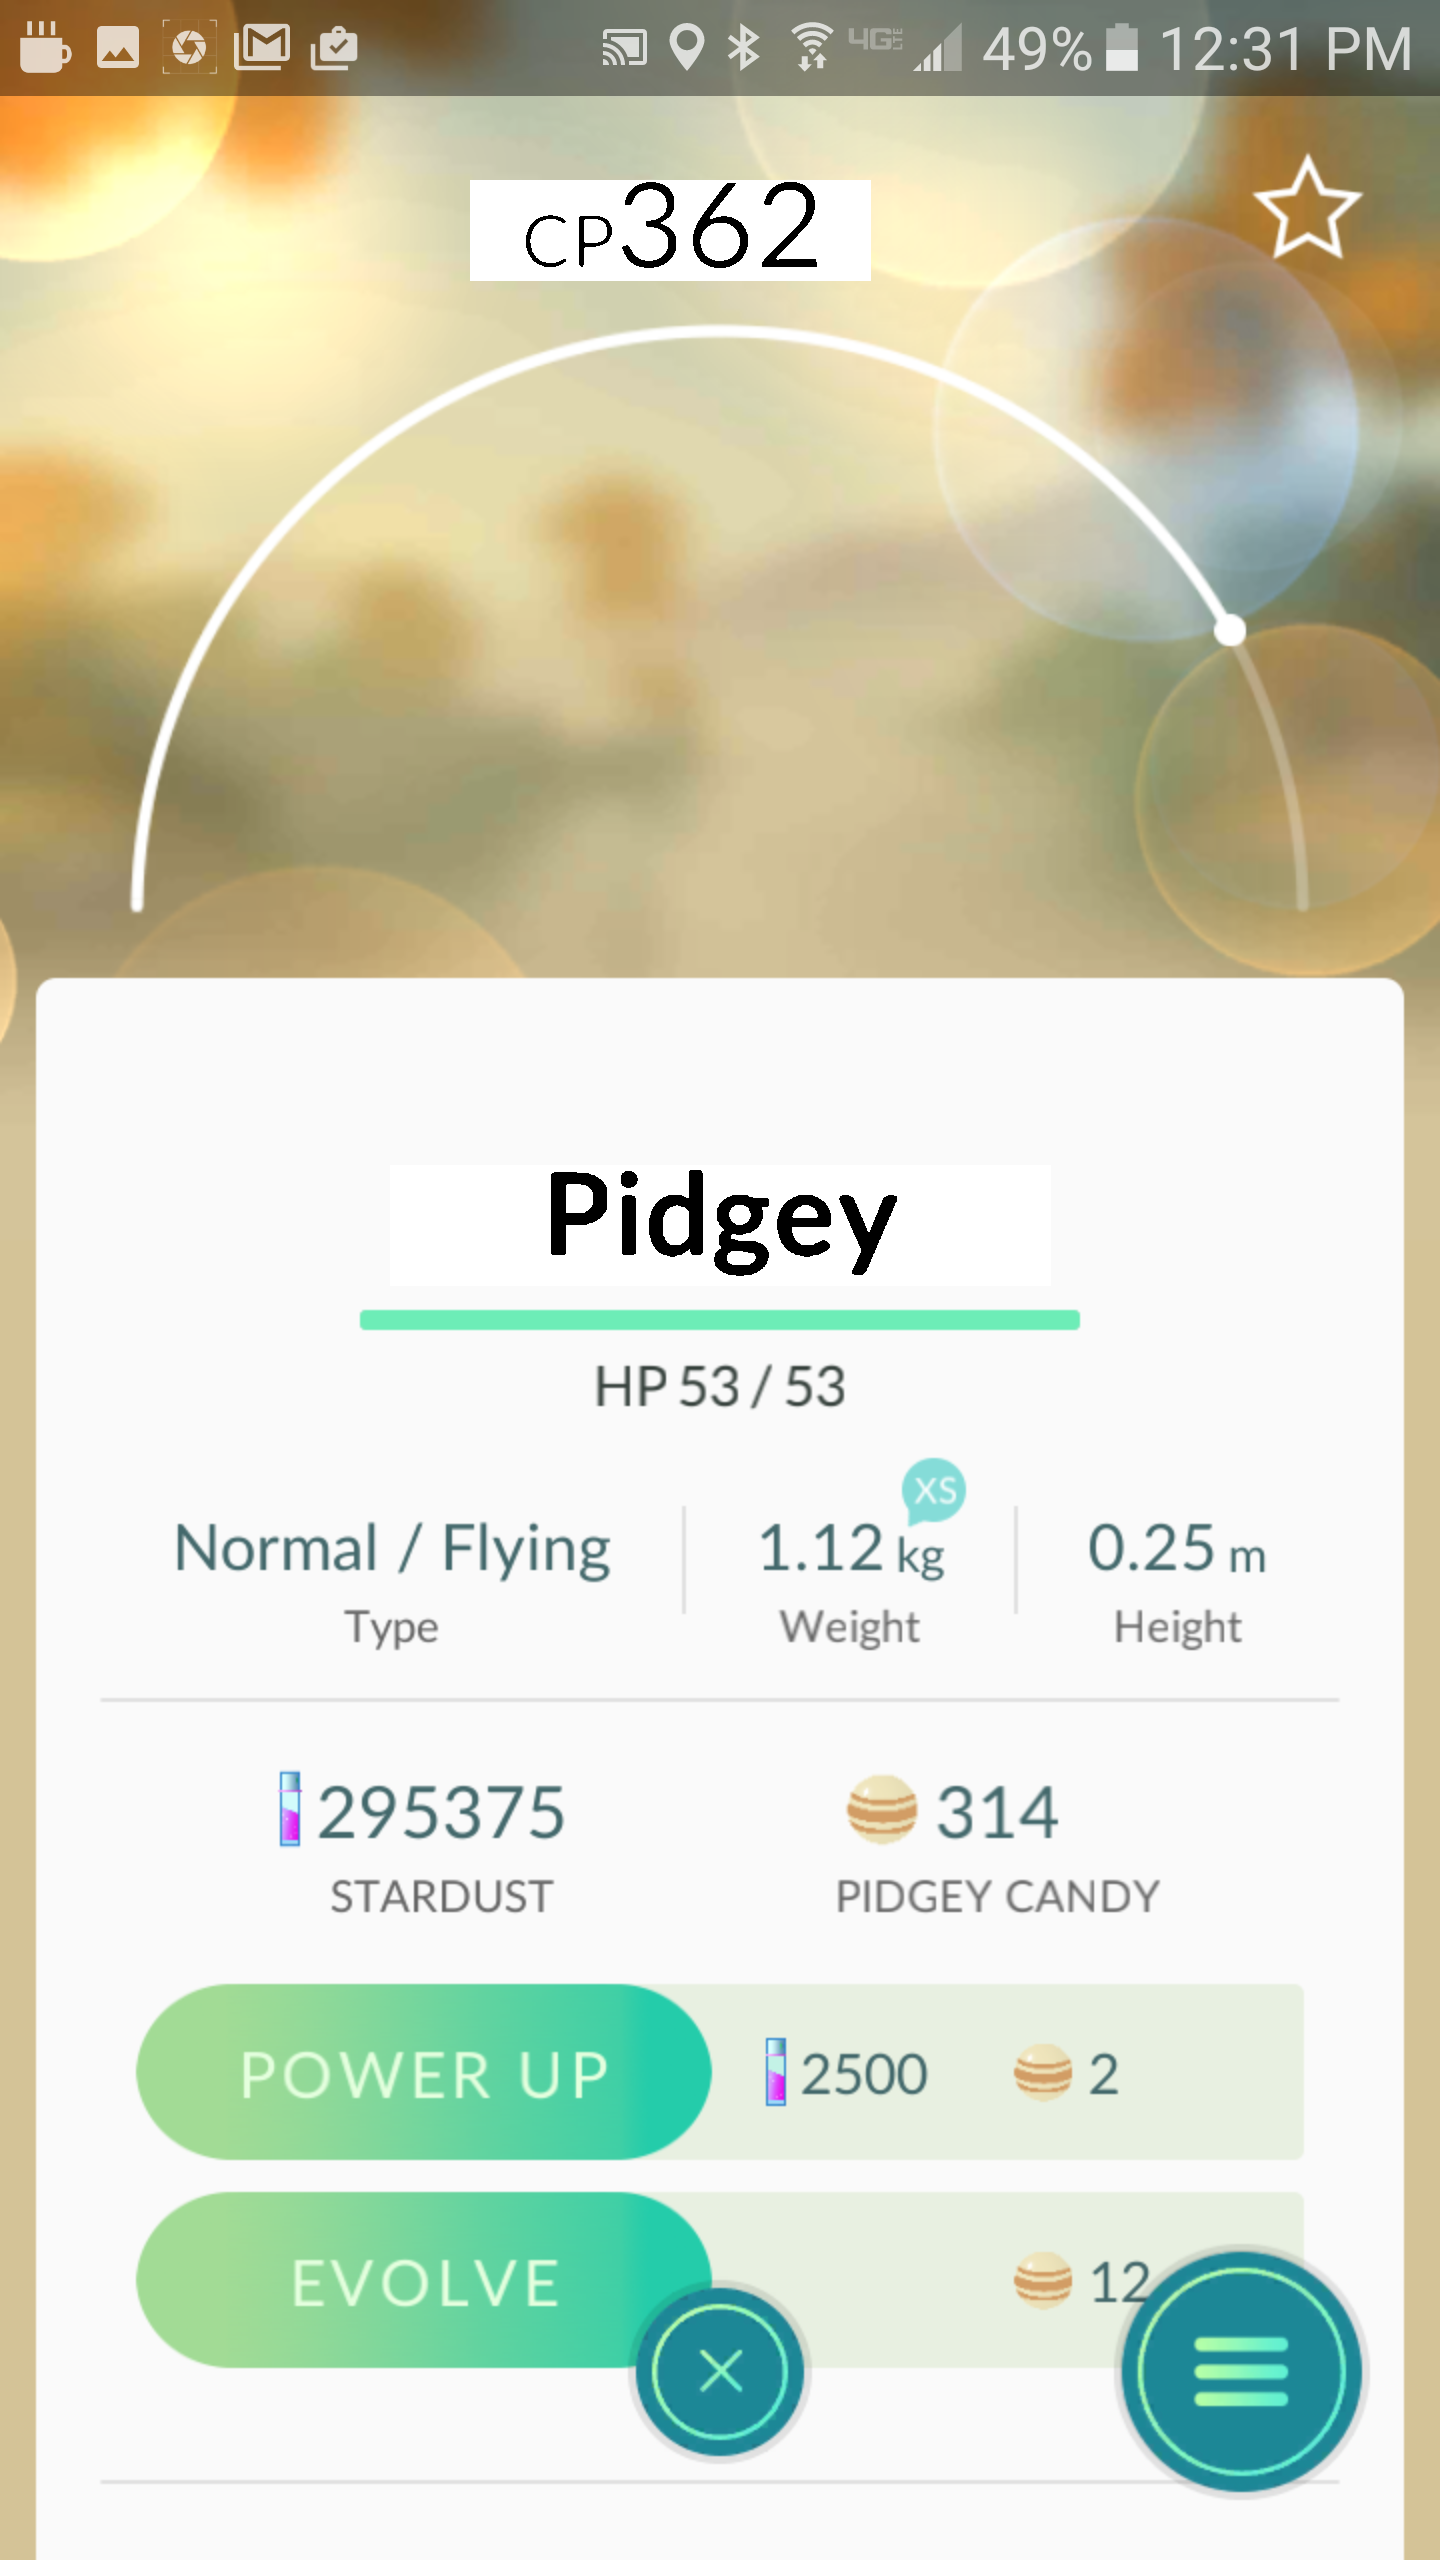 4G LTE 49% 12:31 PM
CP362
Pidgey
HP 53 / 53
XS
Normal / Flying 1.12 kg 0.25 m
Type Weight Height
295375 314
STARDUST PIDGEY CANDY
POWER UP 2500 2
EVOLVE 12